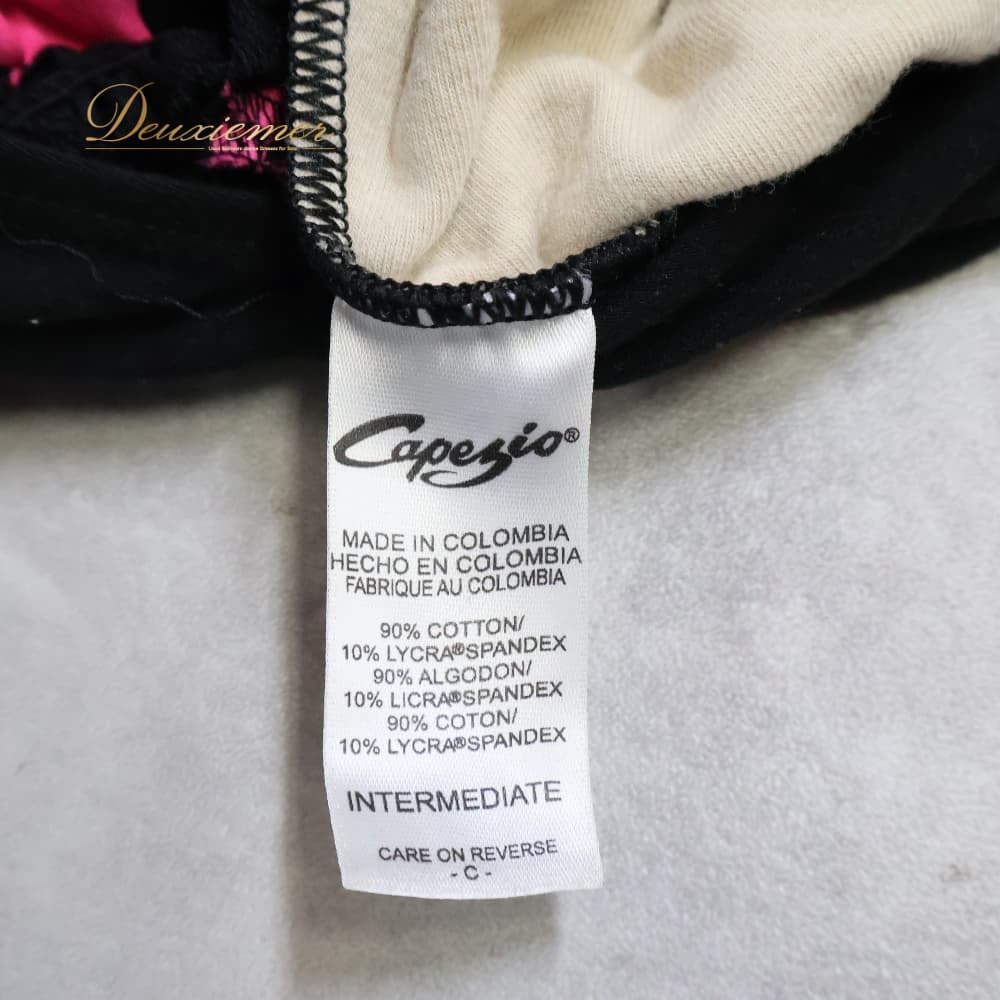 Deuxiemer
Capezio®
MADE IN COLOMBIA
HECHO EN COLOMBIA
FABRIQUE AU COLOMBIA
90% COTTON/
10% LYCRA®SPANDEX
90% ALGODON/
10% LICRA®SPANDEX
90% COTON/
10% LYCRA®SPANDEX
INTERMEDIATE
CARE ON REVERSE
- C -